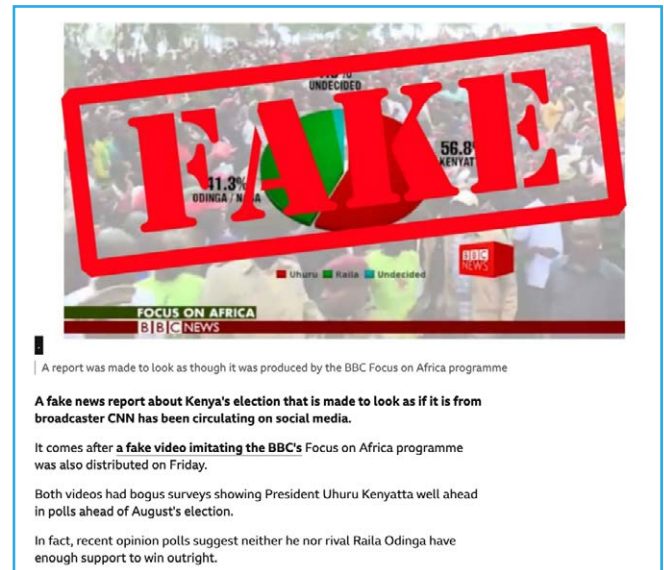 UNDECIDED
FAKE
56.8
41.3%
ODINGA / N
Uhuru Raila Undecided
BBC
NEWS
FOCUS ON AFRICA
BBC NEWS
A report was made to look as though it was produced by the BBC Focus on Africa programme
A fake news report about Kenya's election that is made to look as if it is from
broadcaster CNN has been circulating on social media.
It comes after a fake video imitating the BBC's Focus on Africa programme
was also distributed on Friday.
Both videos had bogus surveys showing President Uhuru Kenyatta well ahead
in polls ahead of August's election.
In fact, recent opinion polls suggest neither he nor rival Raila Odinga have
enough support to win outright.